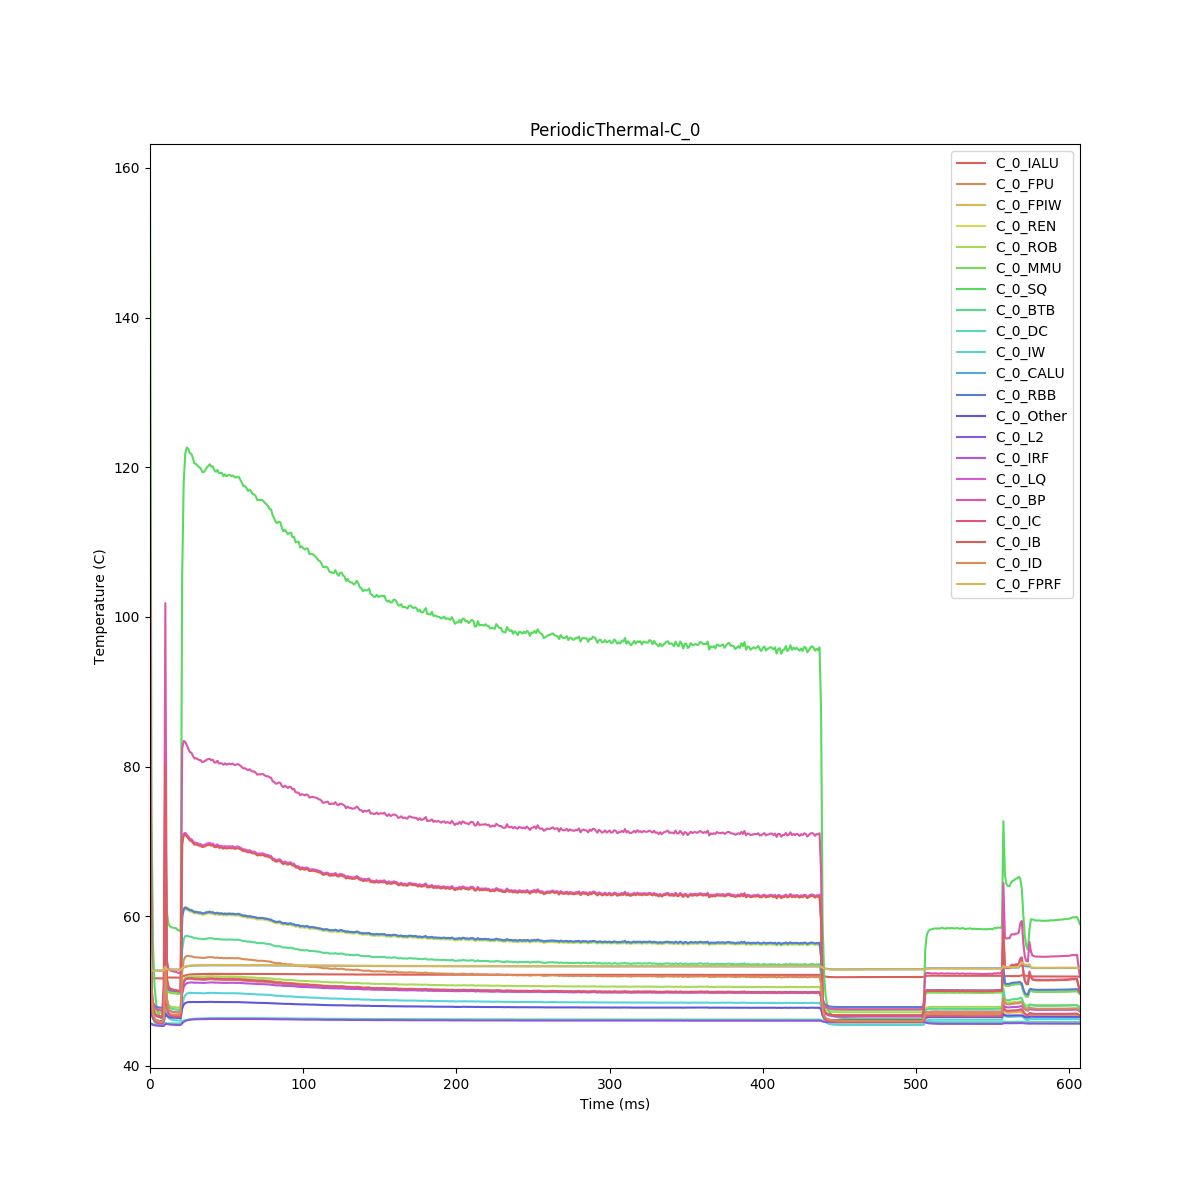 PeriodicThermal-C_0
160
140
120
100
80
60
40
Temperature (C)
0
100
200
300
400
500
600
Time (ms)
C_0_IALU
C_0_FPU
C_0_FPIW
C_0_REN
C_0_ROB
C_0_MMU
C_0_SQ
C_0_BTB
C_0_DC
C_0_IW
C_0_CALU
C_0_RBB
C_0_Other
C_0_L2
C_0_IRF
C_0_LQ
C_0_BP
C_0_IC
C_0_IB
C_0_ID
C_0_FPRF